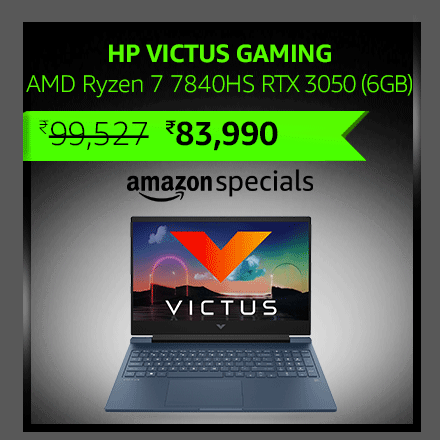 HP VICTUS GAMING
AMD Ryzen 7 7840HS RTX 3050 (6GB)
₹99,527 ₹83,990
amazonspecials
VICTUS